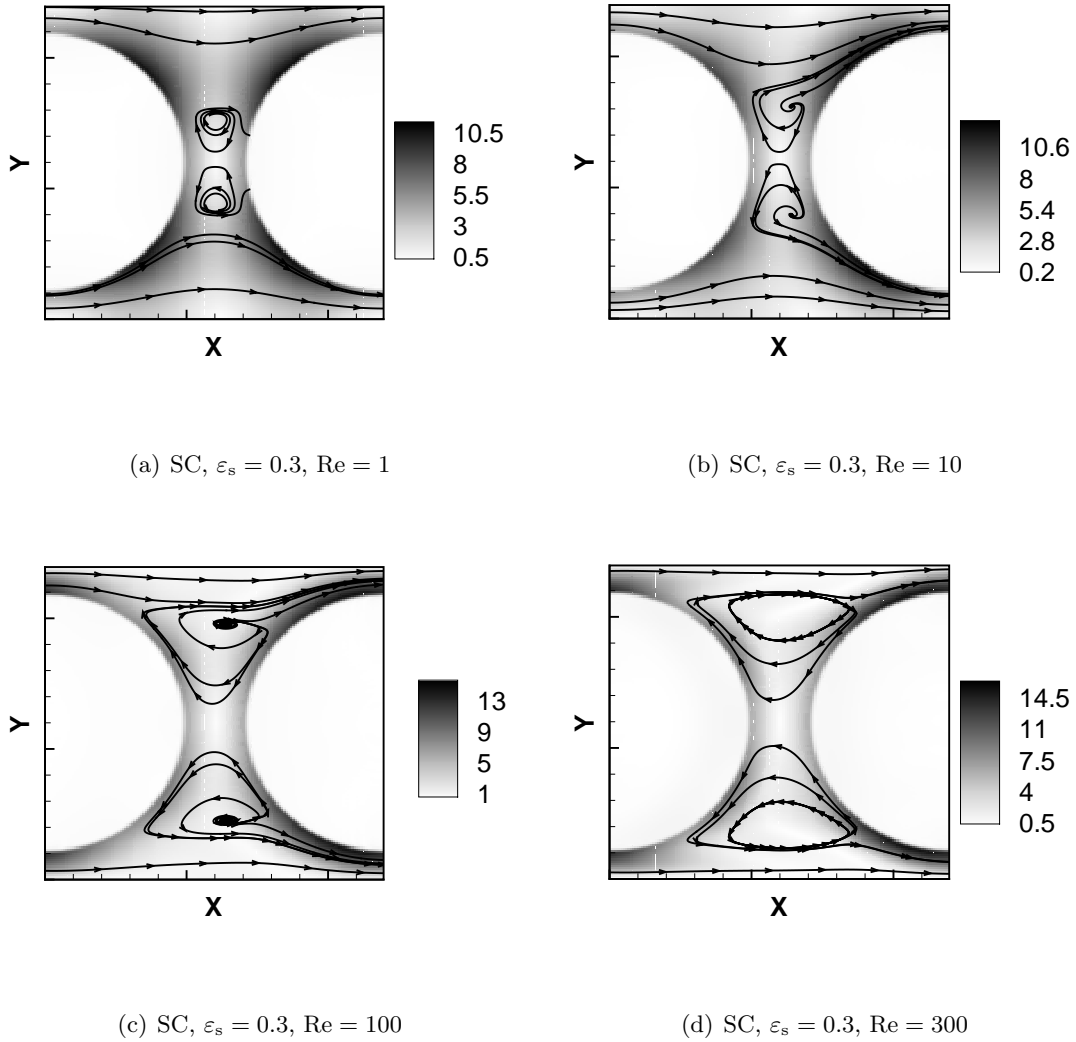 Y
10.5
8
5.5
3
0.5
X
(a) SC, εs = 0.3, Re = 1
Y
10.6
8
5.4
2.8
0.2
X
(b) SC, εs = 0.3, Re = 10
Y
13
9
5
1
X
(c) SC, εs = 0.3, Re = 100
Y
14.5
11
7.5
4
0.5
X
(d) SC, εs = 0.3, Re = 300